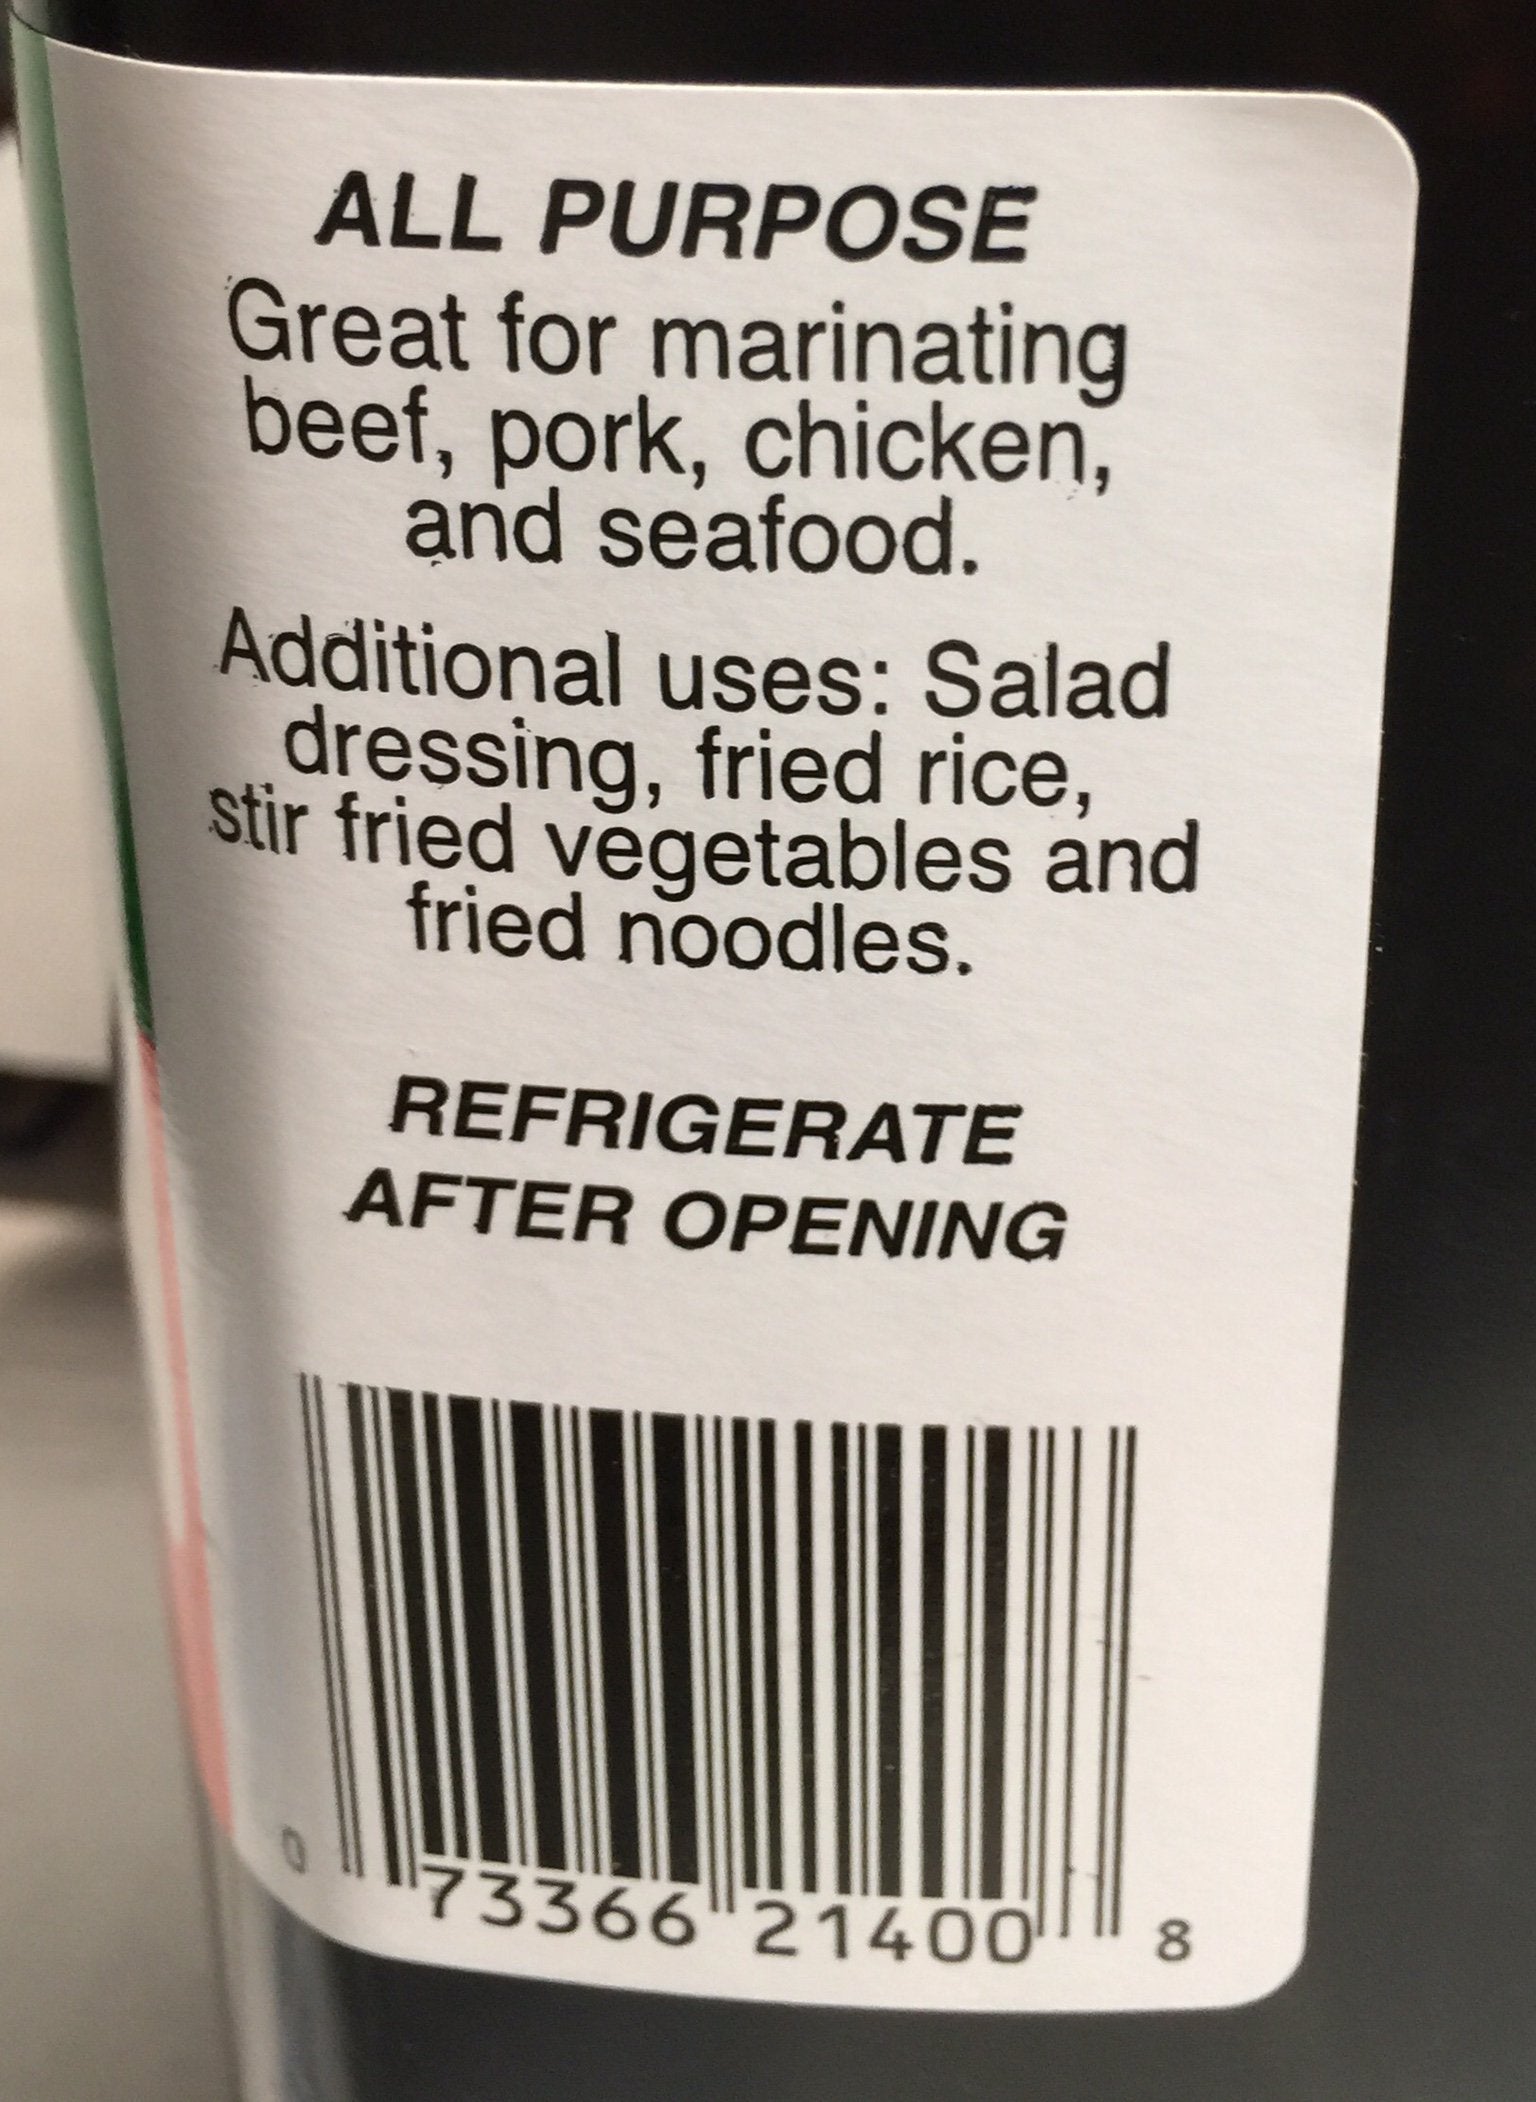 ALL PURPOSE
Great for marinating
beef, pork, chicken,
and seafood.
Additional uses: Salad
dressing, fried rice,
stir fried vegetables and
fried noodles.
REFRIGERATE
AFTER OPENING
0 73366 21400 8